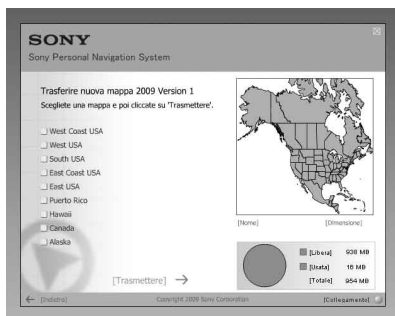 SONY
Sony Personal Navigation System
Trasferire nuova mappa 2009 Version 1
Scegliete una mappa e poi cliccate su 'Trasmettere'.
West Coast USA
West USA
South USA
East Coast USA
East USA
Puerto Rico
Hawaii
Canada
Alaska
[Nome] [Dimensione]
[Libera] 938 MB
[Usata] 16 MB
[Totale] 954 MB
[Trasmettere]
[Indietro] Copyright 2009 Sony Corporation [Collegamento]